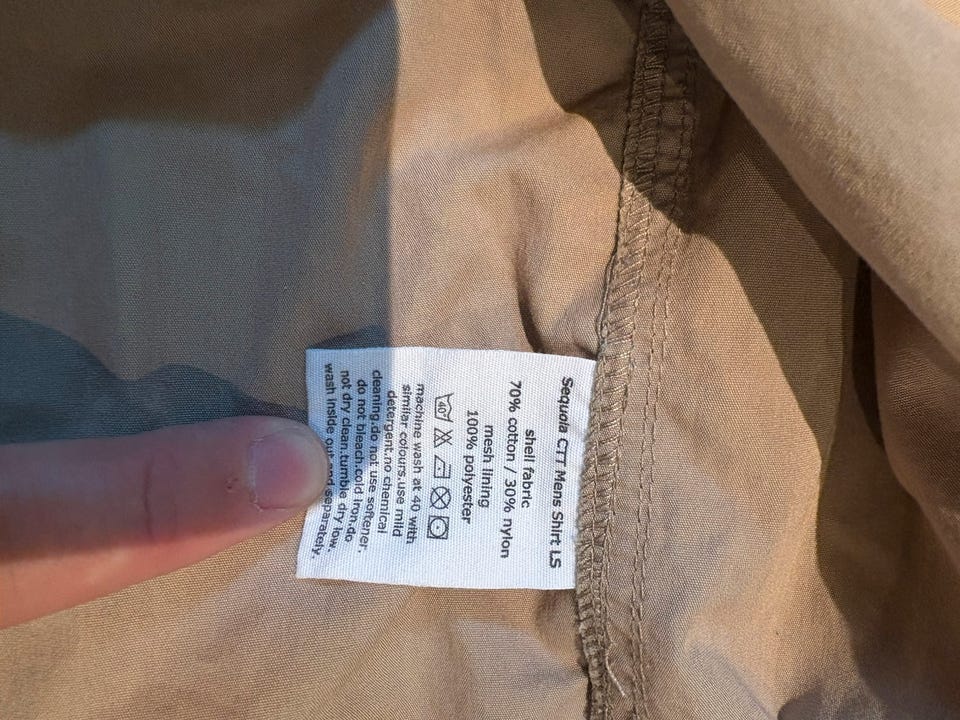 Sequoia CTT Mens Shirt LS
shell fabric
70% cotton / 30% nylon
mesh lining
100% polyester
40°
machine wash at 40 with
similar colours.use mild
detergent.no chemical
cleaning.do not use softener.
do not bleach.cold iron.do
not dry clean.tumble dry low.
wash inside out and separately.